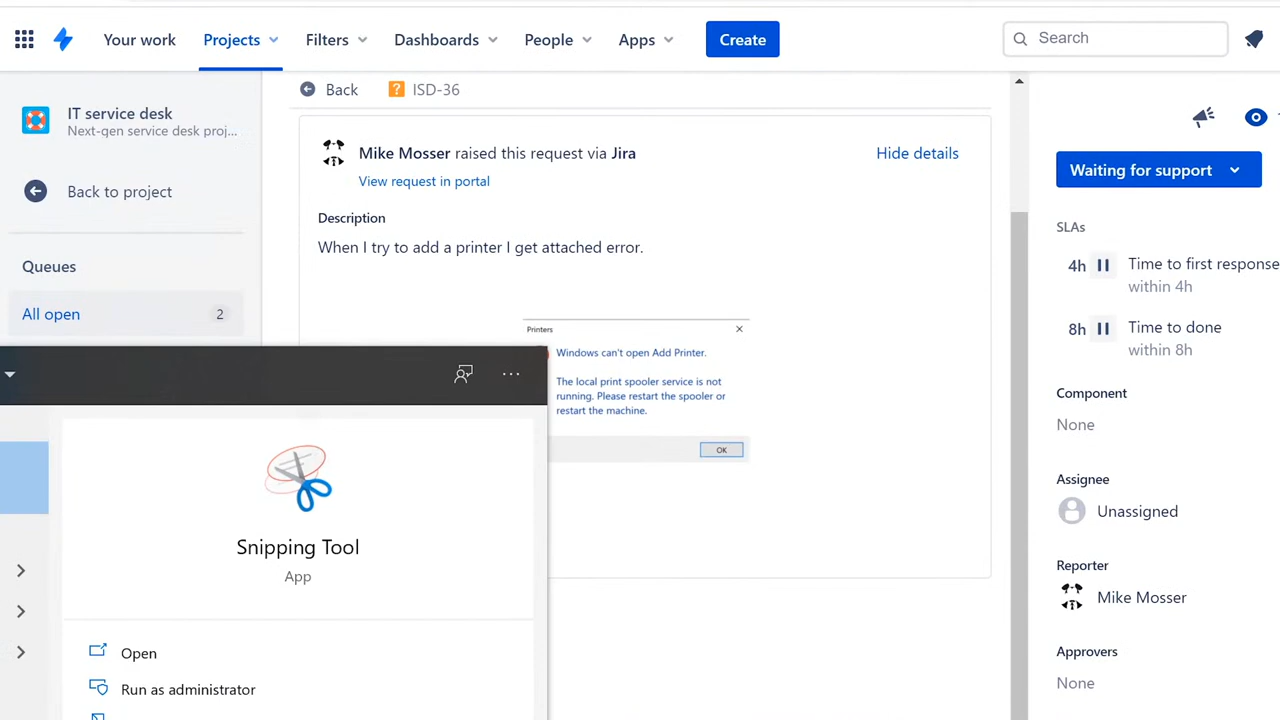 Your work Projects Filters Dashboards People Apps Create Search
IT service desk
Next-gen service desk proj...
Back to project
Queues
All open 2
Back ISD-36
Mike Mosser raised this request via Jira Hide details
View request in portal
Description
When I try to add a printer I get attached error.
Printers
Windows can't open Add Printer.
The local print spooler service is not
running. Please restart the spooler or
restart the machine.
OK
Snipping Tool
App
Open
Run as administrator
Waiting for support
SLAs
4h Time to first response
within 4h
8h Time to done
within 8h
Component
None
Assignee
Unassigned
Reporter
Mike Mosser
Approvers
None